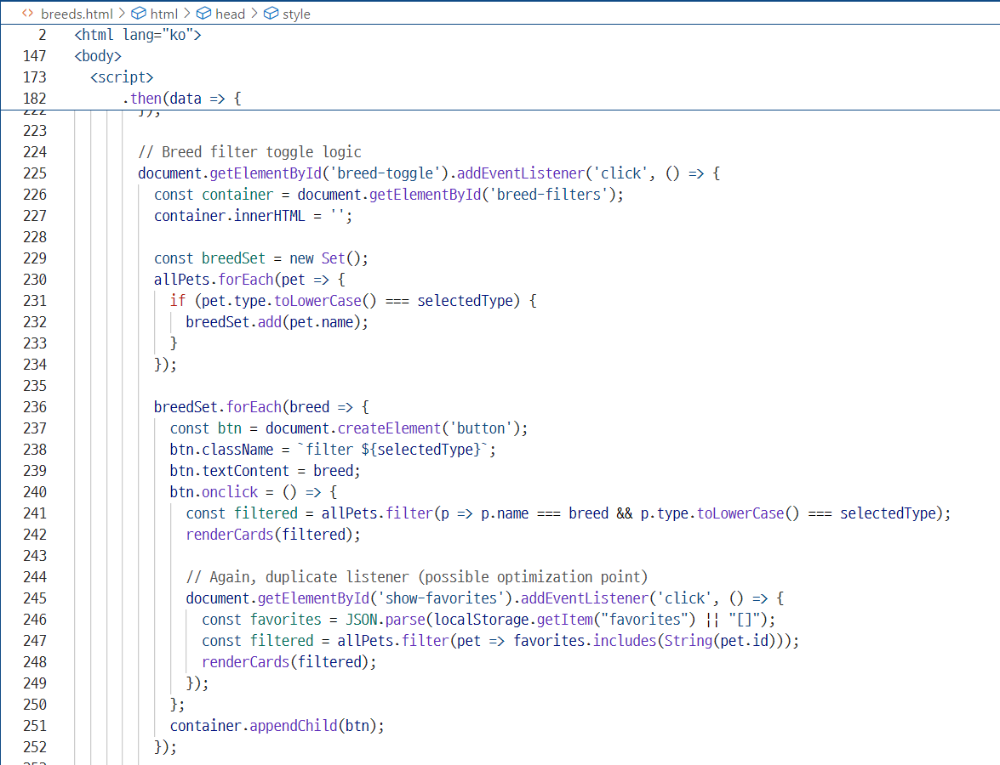 <> breeds.html > html > head > style
2 <html lang="ko">
147 <body>
173 <script>
182 .then(data => {
222 });
223
224 // Breed filter toggle logic
225 document.getElementById('breed-toggle').addEventListener('click', () => {
226 const container = document.getElementById('breed-filters');
227 container.innerHTML = '';
228
229 const breedSet = new Set();
230 allPets.forEach(pet => {
231 if (pet.type.toLowerCase() === selectedType) {
232 breedSet.add(pet.name);
233 }
234 });
235
236 breedSet.forEach(breed => {
237 const btn = document.createElement('button');
238 btn.className = `filter ${selectedType}`;
239 btn.textContent = breed;
240 btn.onclick = () => {
241 const filtered = allPets.filter(p => p.name === breed && p.type.toLowerCase() === selectedType);
242 renderCards(filtered);
243
244 // Again, duplicate listener (possible optimization point)
245 document.getElementById('show-favorites').addEventListener('click', () => {
246 const favorites = JSON.parse(localStorage.getItem("favorites") || "[]");
247 const filtered = allPets.filter(pet => favorites.includes(String(pet.id)));
248 renderCards(filtered);
249 });
250 };
251 container.appendChild(btn);
252 });